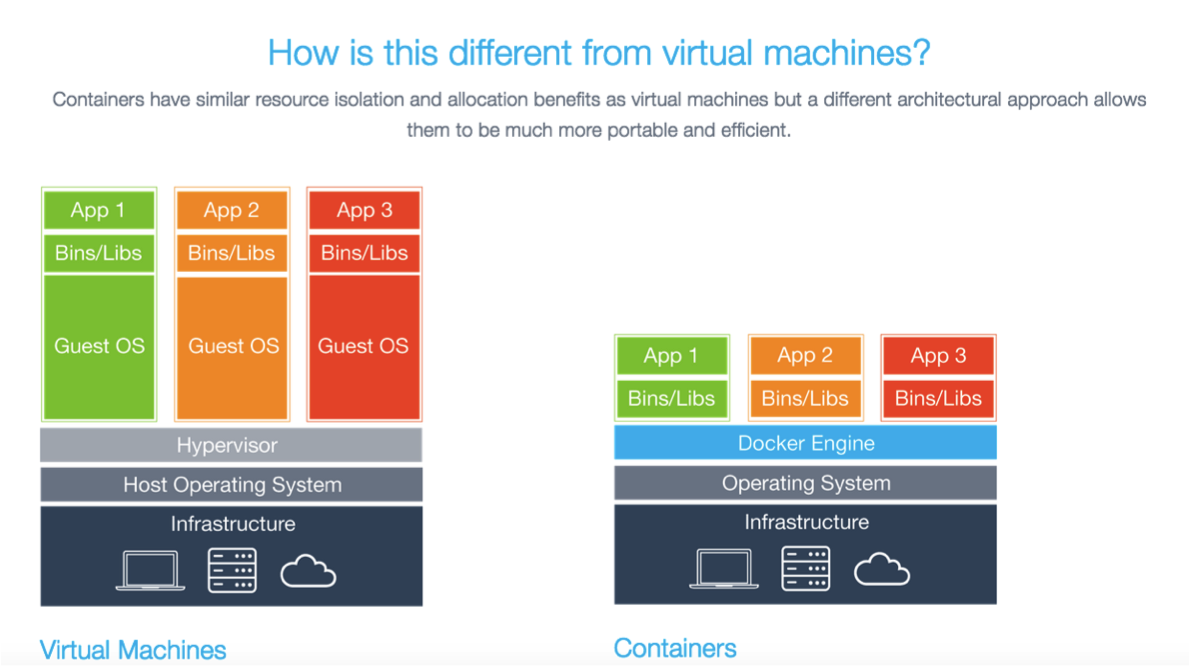 How is this different from virtual machines?
Containers have similar resource isolation and allocation benefits as virtual machines but a different architectural approach allows
them to be much more portable and efficient.
App 1
Bins/Libs
Guest OS
App 2
Bins/Libs
Guest OS
App 3
Bins/Libs
Guest OS
Hypervisor
Host Operating System
Infrastructure
Virtual Machines
App 1
Bins/Libs
App 2
Bins/Libs
App 3
Bins/Libs
Docker Engine
Operating System
Infrastructure
Containers